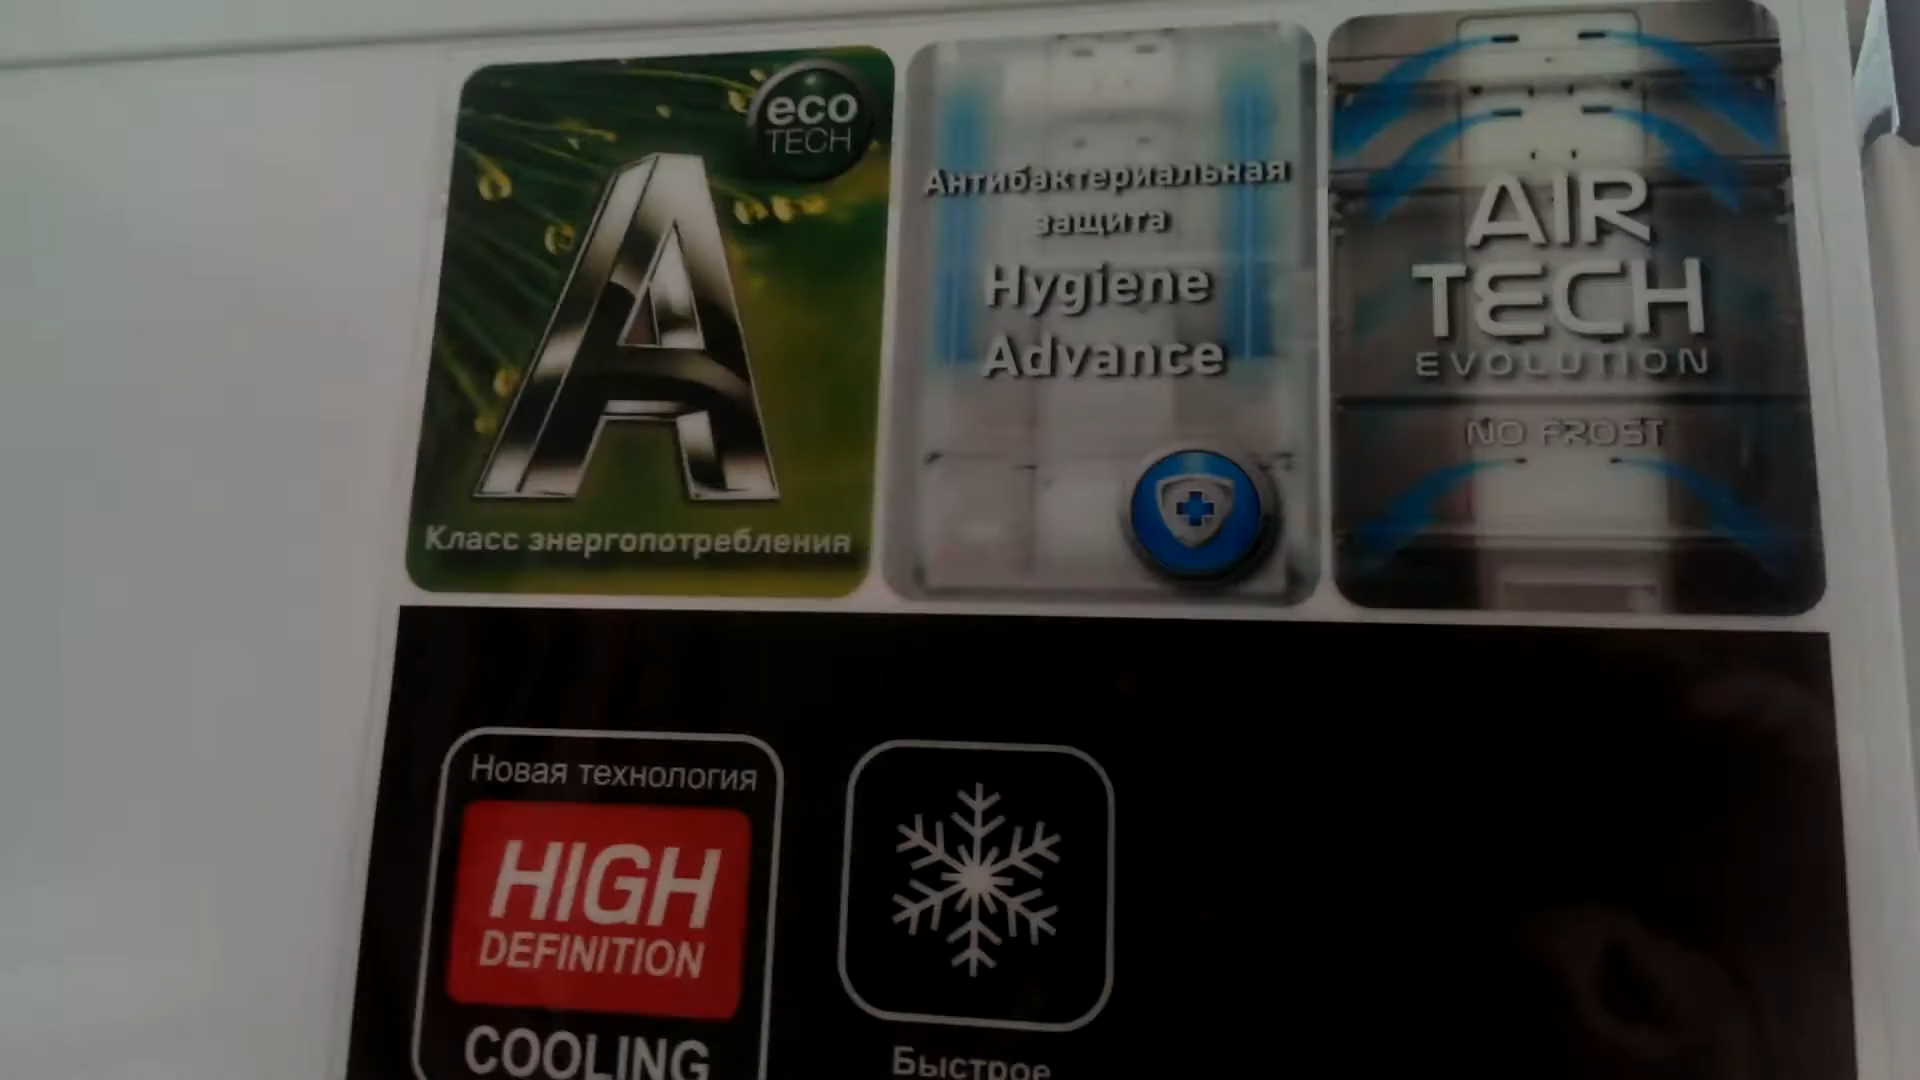 eco
TECH
A
Класс энергопотребления
Антибактериальная
защита
Hygiene
Advance
AIR
TECH
EVOLUTION
NO FROST
Новая технология
HIGH
DEFINITION
COOLING
Быстрое